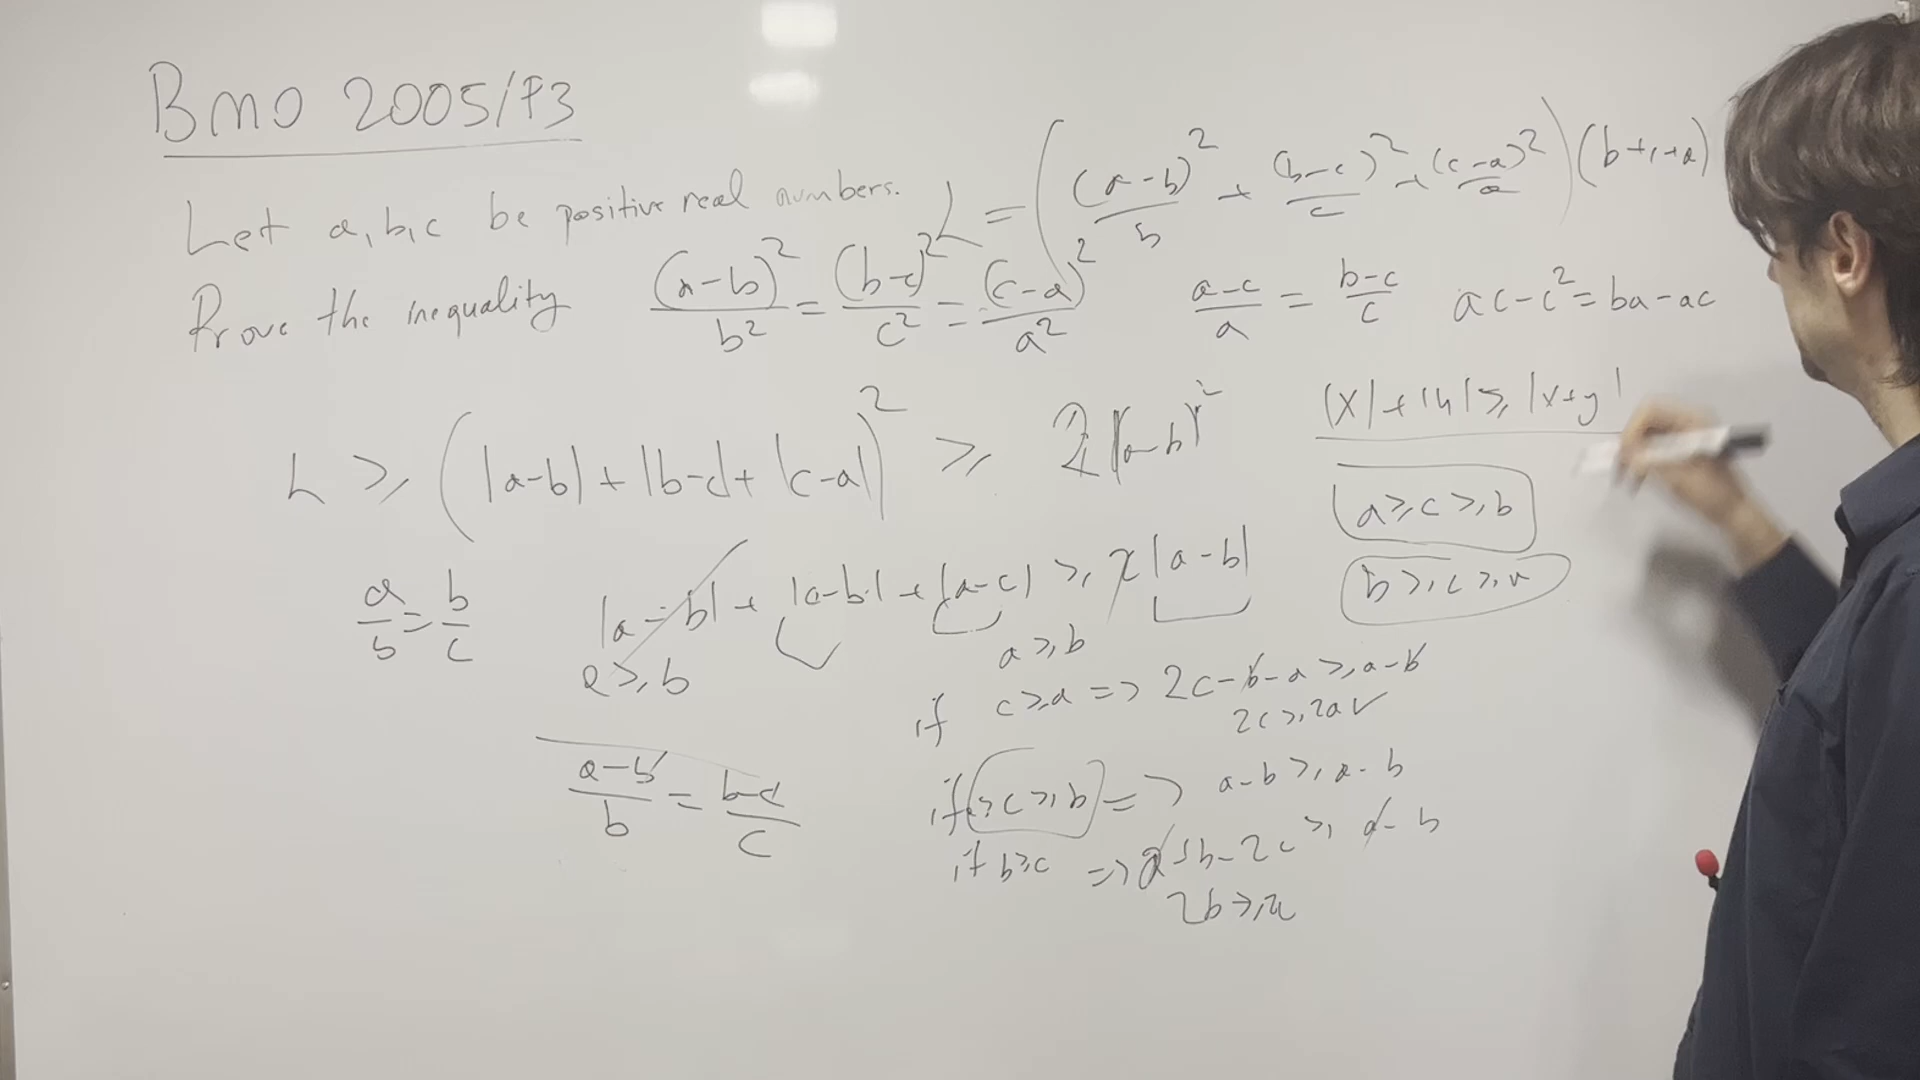 BMO 2005/P3
Let a, b, c be positive real numbers.
L = ((a-b)²/b + (b-c)²/c + (c-a)²/a)(b+c+a)
Prove the inequality
(a-b)²/b² = (b-c)²/c² = (c-a)²/a²
(a-c)/a = (b-c)/c
ac-c² = ba-ac
|x|+|y| ≥ |x+y|
L ≥ (|a-b| + |b-c| + |c-a|)² ≥ (a-b)²
a ≥ c ≥ b
b ≥ c ≥ a
a/b = b/c
|a-b| + |c-b| + |a-c| ≥ 2|a-b|
a ≥ b
a ≥ b
if c ≥ a => 2c-b-a ≥ a-b
2c ≥ 2a ✓
(a-b)/b = (b-c)/c
if a ≥ c ≥ b => a-b ≥ a-b
if b ≥ c => a+b-2c ≥ a-b
2b ≥ 2c